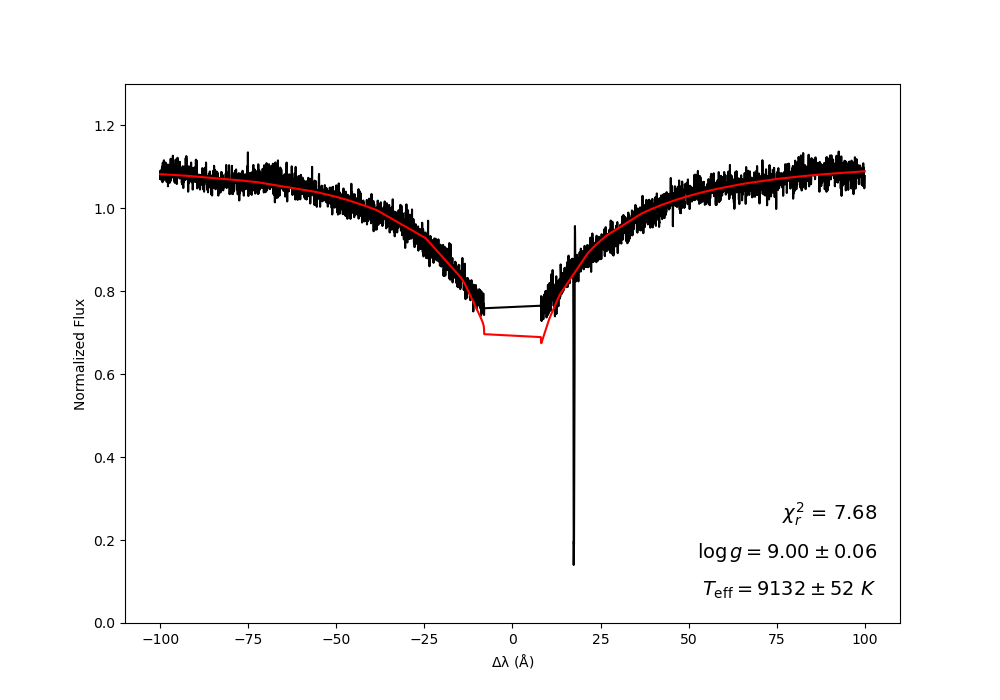 1.2
1.0
0.8
0.6
0.4
0.2
0.0
Normalized Flux
χ²ᵣ = 7.68
log g = 9.00 ± 0.06
T_eff = 9132 ± 52 K
−100 −75 −50 −25 0 25 50 75 100
Δλ (Å)